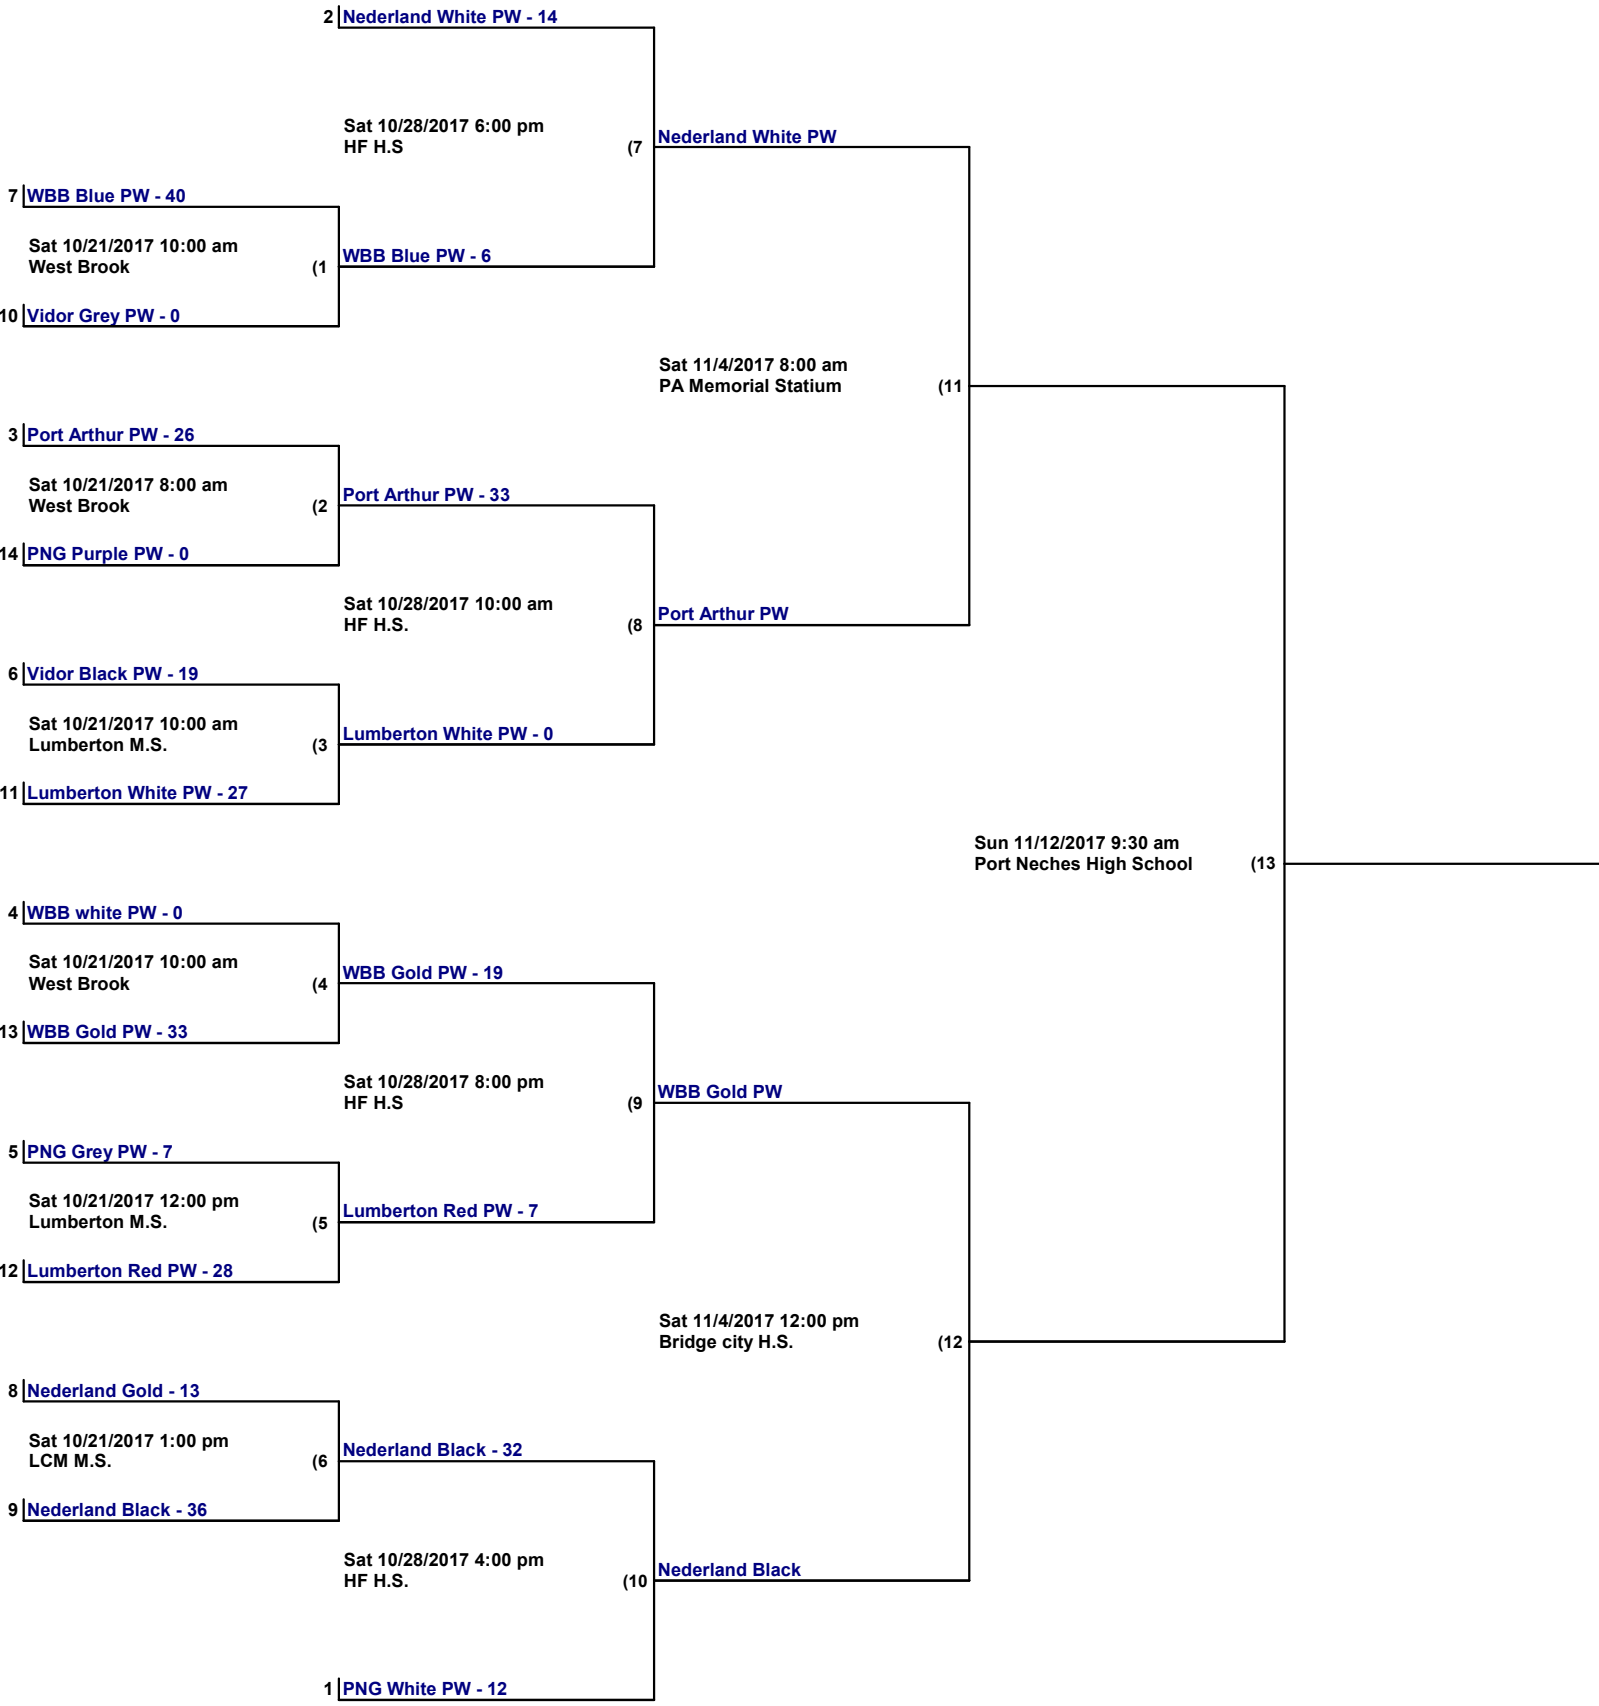 2 Nederland White PW - 14
Sat 10/28/2017 6:00 pm
HF H.S (7
Nederland White PW
7 WBB Blue PW - 40
Sat 10/21/2017 10:00 am
West Brook (1
WBB Blue PW - 6
10 Vidor Grey PW - 0
Sat 11/4/2017 8:00 am
PA Memorial Statium (11
3 Port Arthur PW - 26
Sat 10/21/2017 8:00 am
West Brook (2
Port Arthur PW - 33
14 PNG Purple PW - 0
Sat 10/28/2017 10:00 am
HF H.S. (8
Port Arthur PW
6 Vidor Black PW - 19
Sat 10/21/2017 10:00 am
Lumberton M.S. (3
Lumberton White PW - 0
11 Lumberton White PW - 27
Sun 11/12/2017 9:30 am
Port Neches High School (13
4 WBB white PW - 0
Sat 10/21/2017 10:00 am
West Brook (4
WBB Gold PW - 19
13 WBB Gold PW - 33
Sat 10/28/2017 8:00 pm
HF H.S (9
WBB Gold PW
5 PNG Grey PW - 7
Sat 10/21/2017 12:00 pm
Lumberton M.S. (5
Lumberton Red PW - 7
12 Lumberton Red PW - 28
Sat 11/4/2017 12:00 pm
Bridge city H.S. (12
8 Nederland Gold - 13
Sat 10/21/2017 1:00 pm
LCM M.S. (6
Nederland Black - 32
9 Nederland Black - 36
Sat 10/28/2017 4:00 pm
HF H.S. (10
Nederland Black
1 PNG White PW - 12